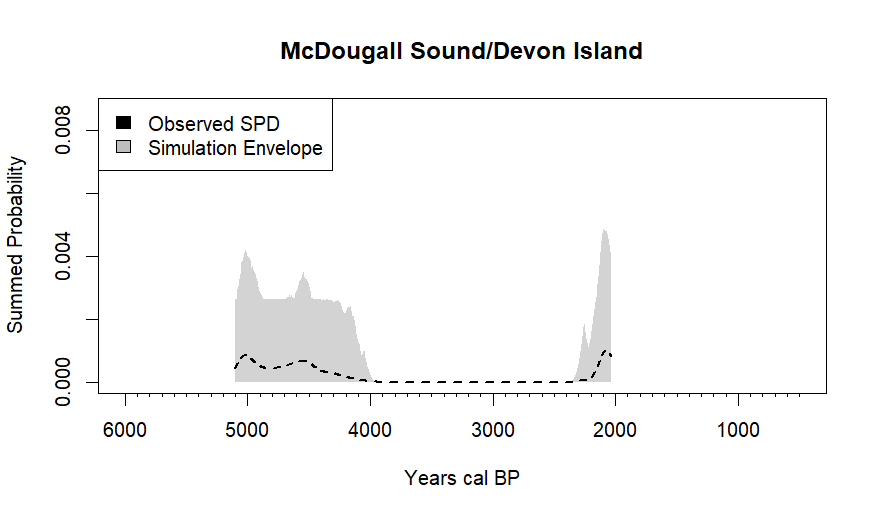 McDougall Sound/Devon Island
Observed SPD
Simulation Envelope
Summed Probability
0.008
0.004
0.000
6000 5000 4000 3000 2000 1000
Years cal BP